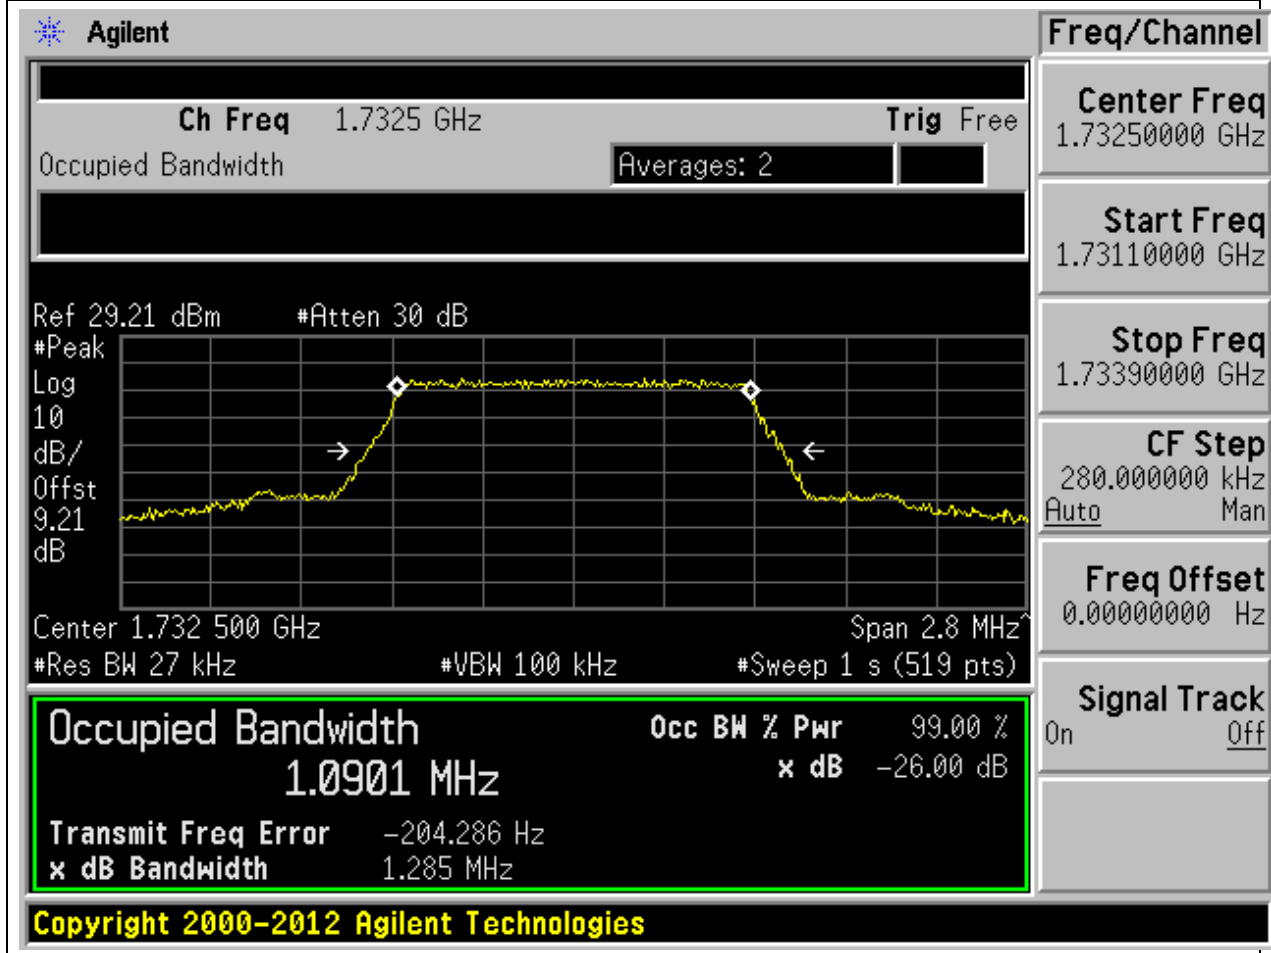 Agilent
Freq/Channel
Ch Freq 1.7325 GHz Trig Free
Occupied Bandwidth Averages: 2
Center Freq
1.73250000 GHz
Start Freq
1.73110000 GHz
Stop Freq
1.73390000 GHz
CF Step
280.000000 kHz
Auto Man
Freq Offset
0.00000000 Hz
Signal Track
On Off
Ref 29.21 dBm #Atten 30 dB
#Peak
Log
10
dB/
Offst
9.21
dB
Center 1.732 500 GHz Span 2.8 MHz^
#Res BW 27 kHz #VBW 100 kHz #Sweep 1 s (519 pts)
Occupied Bandwidth Occ BW % Pwr 99.00 %
1.0901 MHz x dB -26.00 dB
Transmit Freq Error -204.286 Hz
x dB Bandwidth 1.285 MHz
Copyright 2000-2012 Agilent Technologies